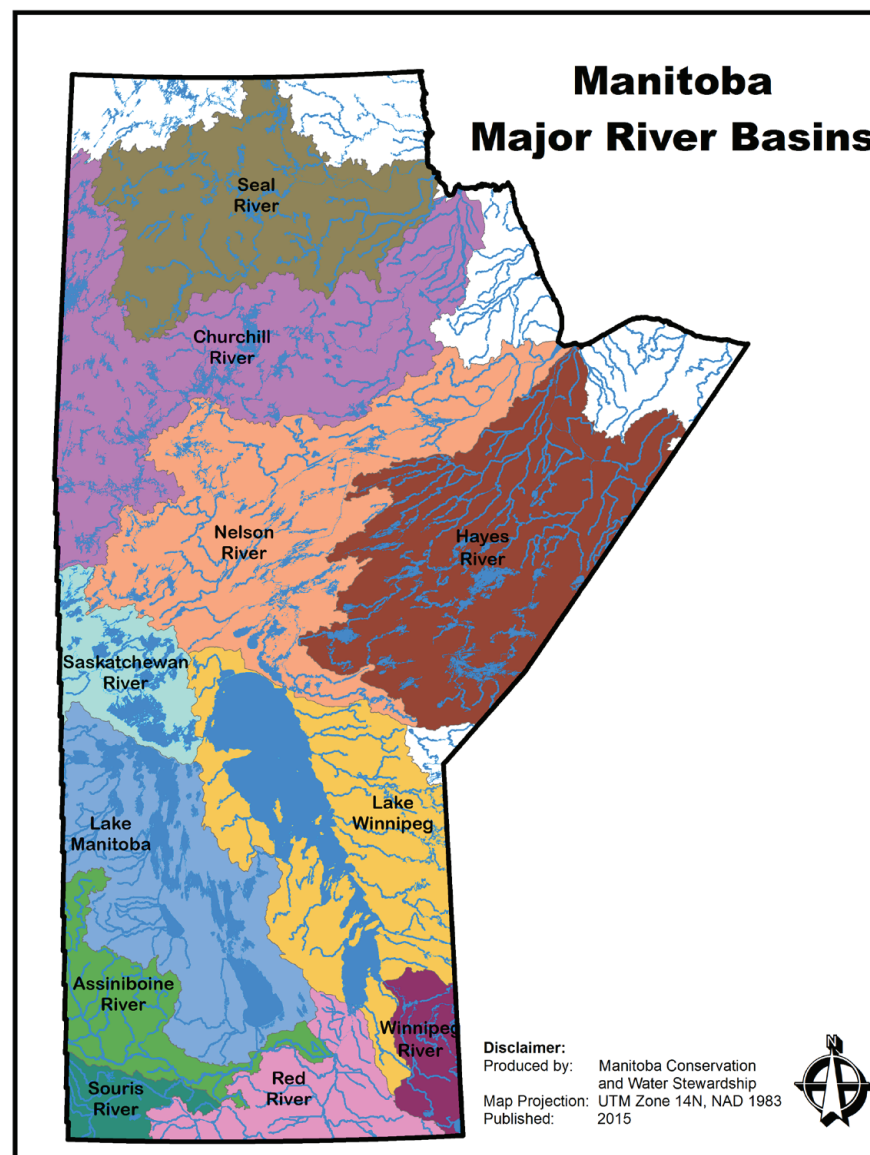 Manitoba
Major River Basins
Seal
River
Churchill
River
Nelson
River
Hayes
River
Saskatchewan
River
Lake
Manitoba
Lake
Winnipeg
Assiniboine
River
Winnipeg
River
Souris
River
Red
River
Disclaimer:
Produced by: Manitoba Conservation
and Water Stewardship
Map Projection: UTM Zone 14N, NAD 1983
Published: 2015
N